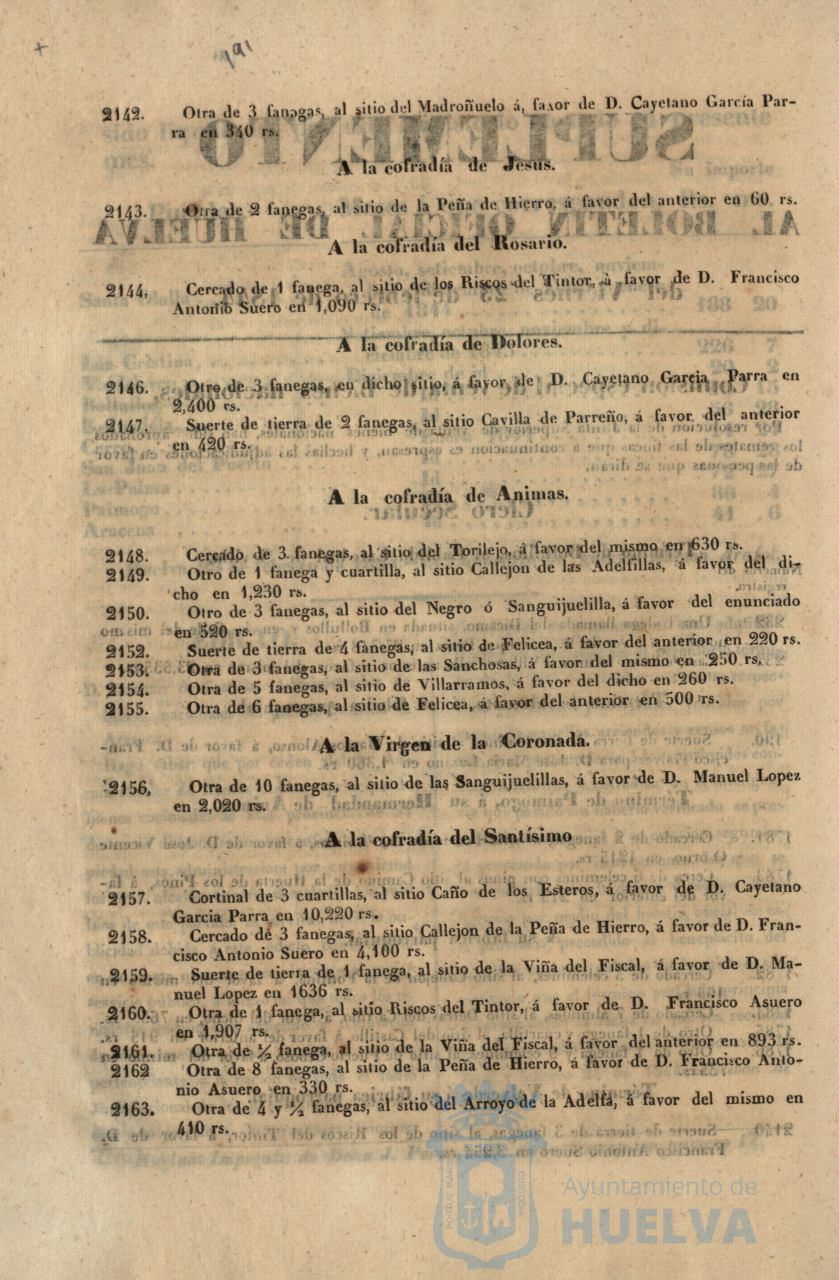 191
2142. Otra de 3 fanegas, al sitio del Madroñuelo á, favor de D. Cayetano García Par-
ra en 340 rs.
A la cofradía de Jesus.
2143. Otra de 2 fanegas, al sitio de la Peña de Hierro, á favor del anterior en 60 rs.
A la cofradía del Rosario.
2144, Cercado de 1 fanega, al sitio de los Riscos del Tintor, à favor de D. Francisco
Antonio Suero en 1,090 rs.
A la cofradía de Dolores.
2146. Otro de 3 fanegas, en dicho sitio, á favor de D. Cayetano Garcia Parra en
2,400 rs.
2147. Suerte de tierra de 2 fanegas, al sitio Cavilla de Parreño, á favor del anterior
en 420 rs.
A la cofradía de Animas.
2148. Cercado de 3 fanegas, al sitio del Torilejo, á favor del mismo en 630 rs.
2149. Otro de 1 fanega y cuartilla, al sitio Callejon de las Adelfillas, á favor del di-
cho en 1,230 rs.
2150. Otro de 3 fanegas, al sitio del Negro ó Sanguijuelilla, á favor del enunciado
en 520 rs.
2152. Suerte de tierra de 4 fanegas, al sitio de Felicea, á favor del anterior en 220 rs.
2153. Otra de 3 fanegas, al sitio de las Sanchosas, á favor del mismo en 250 rs,
2154. Otra de 5 fanegas, al sitio de Villarramos, á favor del dicho en 260 rs.
2155. Otra de 6 fanegas, al sitio de Felicea, á favor del anterior en 500 rs.
A la Virgen de la Coronada.
2156, Otra de 10 fanegas, al sitio de las Sanguijuelillas, á favor de D. Manuel Lopez
en 2,020 rs.
A la cofradía del Santísimo
2157. Cortinal de 3 cuartillas, al sitio Caño de los Esteros, á favor de D. Cayetano
Garcia Parra en 10,220 rs.
2158. Cercado de 3 fanegas, al sitio Callejon de la Peña de Hierro, á favor de D. Fran-
cisco Antonio Suero en 4,100 rs.
2159. Suerte de tierra de 1 fanega, al sitio de la Viña del Fiscal, á favor de D. Ma-
nuel Lopez en 1636 rs.
2160. Otra de 1 fanega, al sitio Riscos del Tintor, á favor de D. Francisco Asuero
en 1,907 rs.
2161. Otra de ½ fanega, al sitio de la Viña del Fiscal, á favor del anterior en 893 rs.
2162 Otra de 8 fanegas, al sitio de la Peña de Hierro, á favor de D. Francisco Anto-
nio Asuero en 330 rs.
2163. Otra de 4 y ½ fanegas, al sitio del Arroyo de la Adelfa, á favor del mismo en
410 rs.
Ayuntamiento de
HUELVA